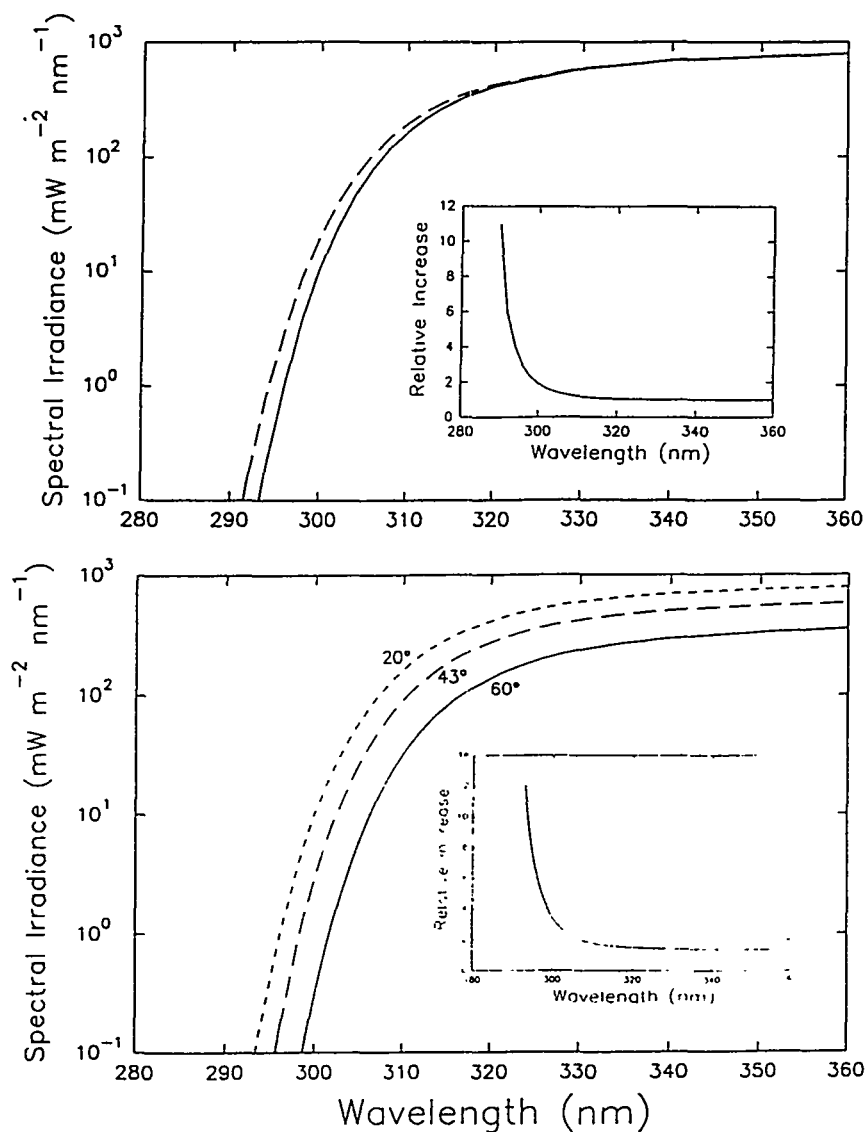 Spectral Irradiance (mW m⁻² nm⁻¹)
10³
10²
10¹
10⁰
10⁻¹
280 290 300 310 320 330 340 350 360
Relative Increase
12
10
8
6
4
2
0
280 300 320 340 360
Wavelength (nm)
Spectral Irradiance (mW m⁻² nm⁻¹)
10³
10²
10¹
10⁰
10⁻¹
20°
43°
60°
300 320 340
Wavelength (nm)
280 290 300 310 320 330 340 350 360
Wavelength (nm)